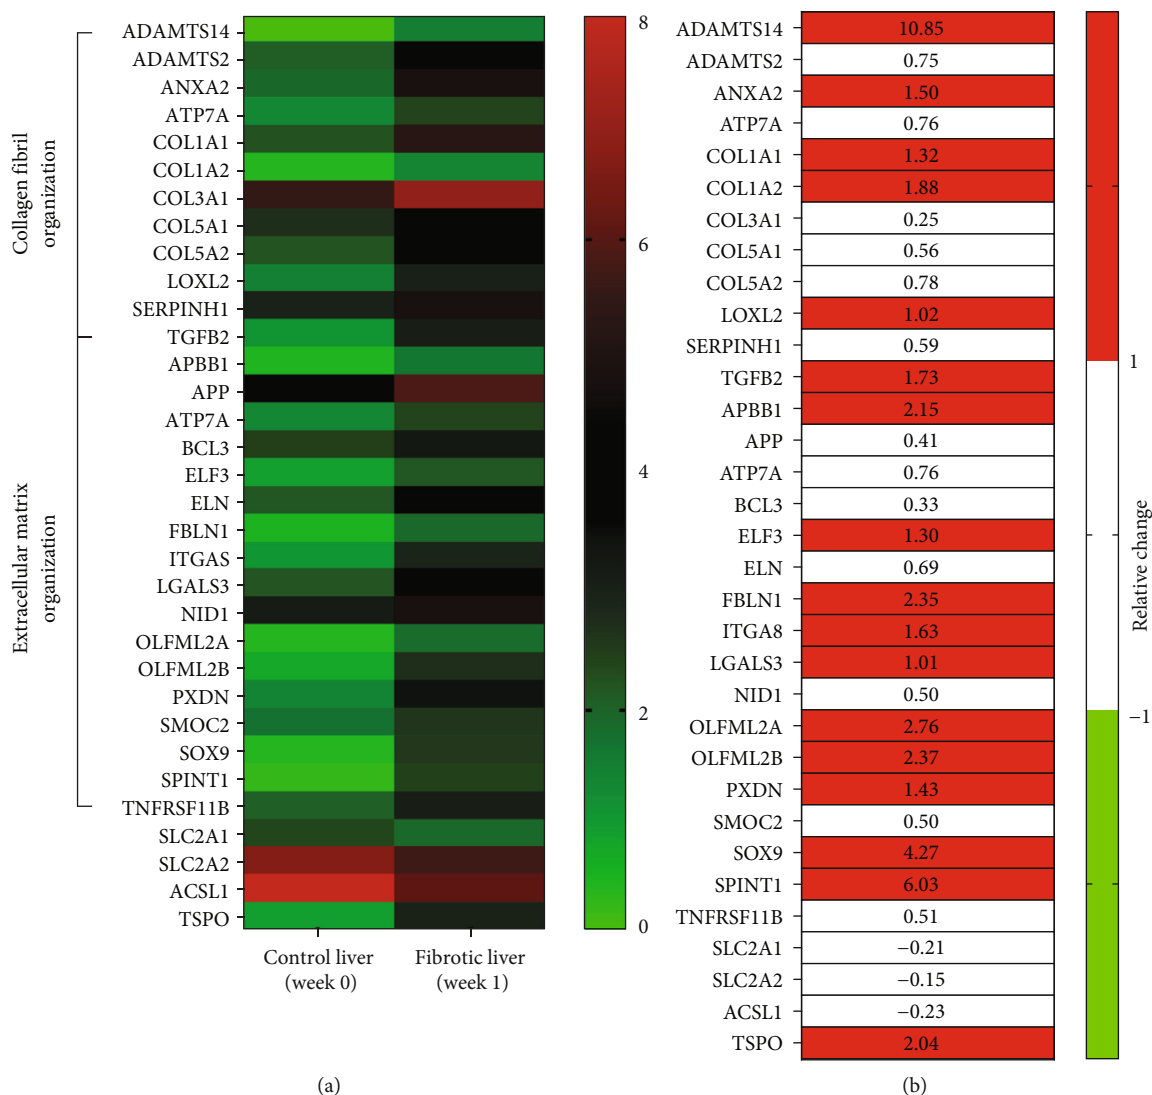 Collagen fibril
organization
Extracellular matrix
organization
ADAMTS14
ADAMTS2
ANXA2
ATP7A
COL1A1
COL1A2
COL3A1
COL5A1
COL5A2
LOXL2
SERPINH1
TGFB2
APBB1
APP
ATP7A
BCL3
ELF3
ELN
FBLN1
ITGAS
LGALS3
NID1
OLFML2A
OLFML2B
PXDN
SMOC2
SOX9
SPINT1
TNFRSF11B
SLC2A1
SLC2A2
ACSL1
TSPO
Control liver
(week 0)
Fibrotic liver
(week 1)
8
6
4
2
0
(a)
ADAMTS14 10.85
ADAMTS2 0.75
ANXA2 1.50
ATP7A 0.76
COL1A1 1.32
COL1A2 1.88
COL3A1 0.25
COL5A1 0.56
COL5A2 0.78
LOXL2 1.02
SERPINH1 0.59
TGFB2 1.73
APBB1 2.15
APP 0.41
ATP7A 0.76
BCL3 0.33
ELF3 1.30
ELN 0.69
FBLN1 2.35
ITGA8 1.63
LGALS3 1.01
NID1 0.50
OLFML2A 2.76
OLFML2B 2.37
PXDN 1.43
SMOC2 0.50
SOX9 4.27
SPINT1 6.03
TNFRSF11B 0.51
SLC2A1 −0.21
SLC2A2 −0.15
ACSL1 −0.23
TSPO 2.04
1
−1
Relative change
(b)